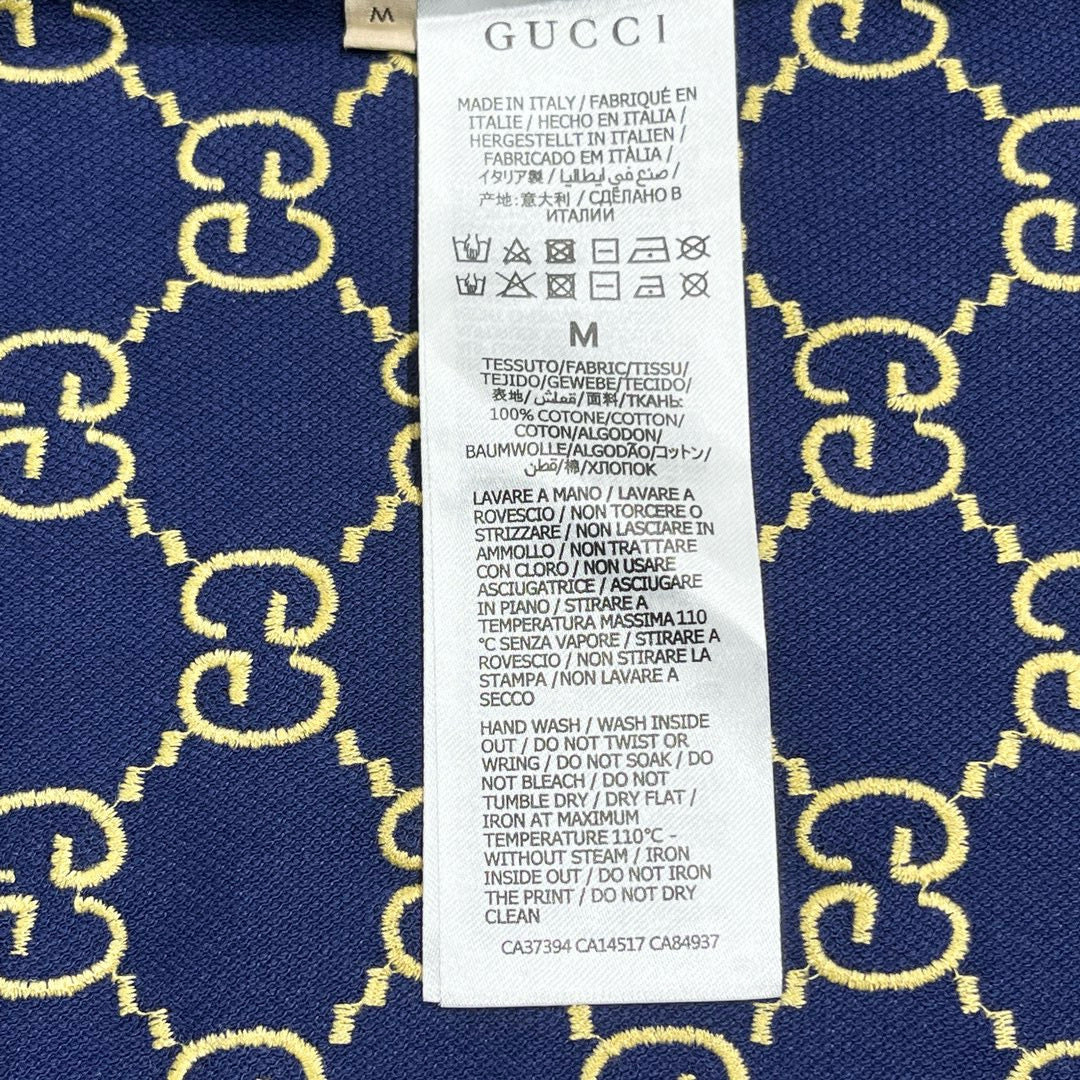 M
GUCCI
MADE IN ITALY / FABRIQUÉ EN
ITALIE / HECHO EN ITALIA /
HERGESTELLT IN ITALIEN /
FABRICADO EM ITÀLIA /
イタリア製 / صنع في ايطاليا /
产地:意大利 / СДЕЛАНО В
ИТАЛИИ
M
TESSUTO/FABRIC/TISSU/
TEJIDO/GEWEBE/TECIDO/
表地/قماش/面料/ТКАНЬ:
100% COTONE/COTTON/
COTON/ALGODON/
BAUMWOLLE/ALGODÃO/コットン/
قطن/棉/ХЛОПОК
LAVARE A MANO / LAVARE A
ROVESCIO / NON TORCERE O
STRIZZARE / NON LASCIARE IN
AMMOLLO / NON TRATTARE
CON CLORO / NON USARE
ASCIUGATRICE / ASCIUGARE
IN PIANO / STIRARE A
TEMPERATURA MASSIMA 110
°C SENZA VAPORE / STIRARE A
ROVESCIO / NON STIRARE LA
STAMPA / NON LAVARE A
SECCO
HAND WASH / WASH INSIDE
OUT / DO NOT TWIST OR
WRING / DO NOT SOAK / DO
NOT BLEACH / DO NOT
TUMBLE DRY / DRY FLAT /
IRON AT MAXIMUM
TEMPERATURE 110°C -
WITHOUT STEAM / IRON
INSIDE OUT / DO NOT IRON
THE PRINT / DO NOT DRY
CLEAN
CA37394 CA14517 CA84937